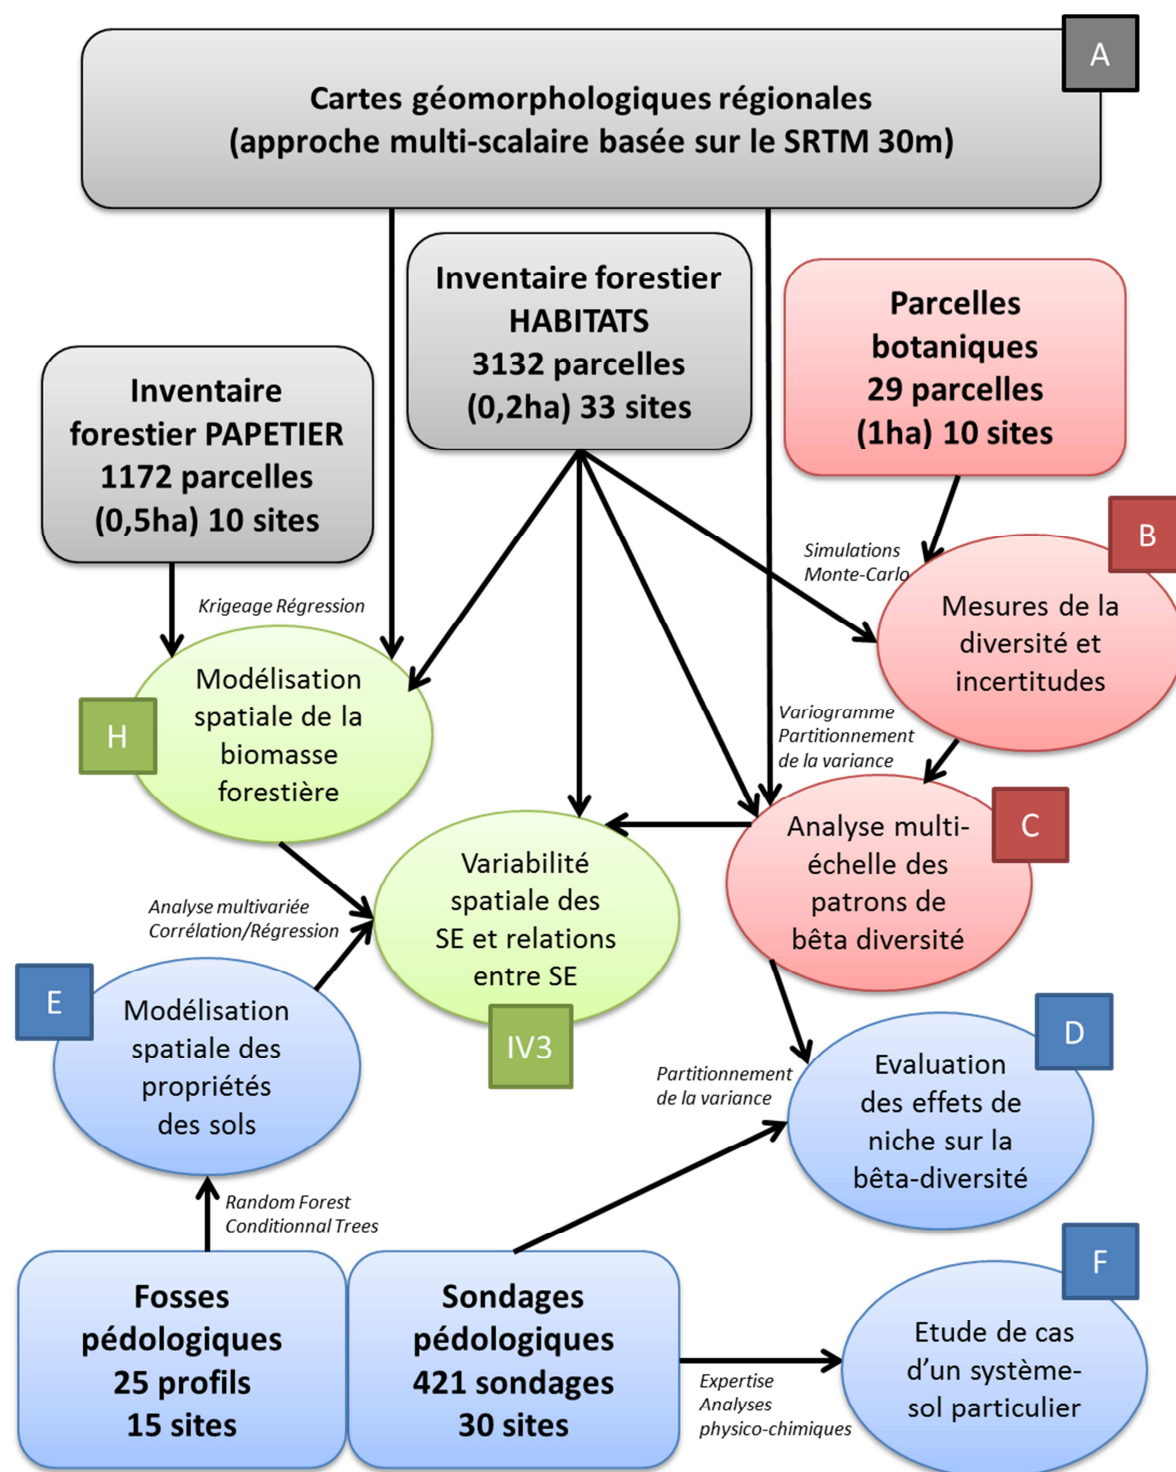 A
Cartes géomorphologiques régionales
(approche multi-scalaire basée sur le SRTM 30m)
Inventaire forestier
HABITATS
3132 parcelles
(0,2ha) 33 sites
Parcelles
botaniques
29 parcelles
(1ha) 10 sites
Inventaire
forestier PAPETIER
1172 parcelles
(0,5ha) 10 sites
B
Simulations
Monte-Carlo
Mesures de la
diversité et
incertitudes
Krigeage Régression
H
Modélisation
spatiale de la
biomasse
forestière
Variogramme
Partitionnement
de la variance
C
Analyse multi-
échelle des
patrons de
bêta diversité
Variabilité
spatiale des
SE et relations
entre SE
IV3
Analyse multivariée
Corrélation/Régression
E
Modélisation
spatiale des
propriétés
des sols
D
Partitionnement
de la variance
Evaluation
des effets de
niche sur la
bêta-diversité
Random Forest
Conditionnal Trees
Fosses
pédologiques
25 profils
15 sites
Sondages
pédologiques
421 sondages
30 sites
F
Expertise
Analyses
physico-chimiques
Etude de cas
d'un système-
sol particulier